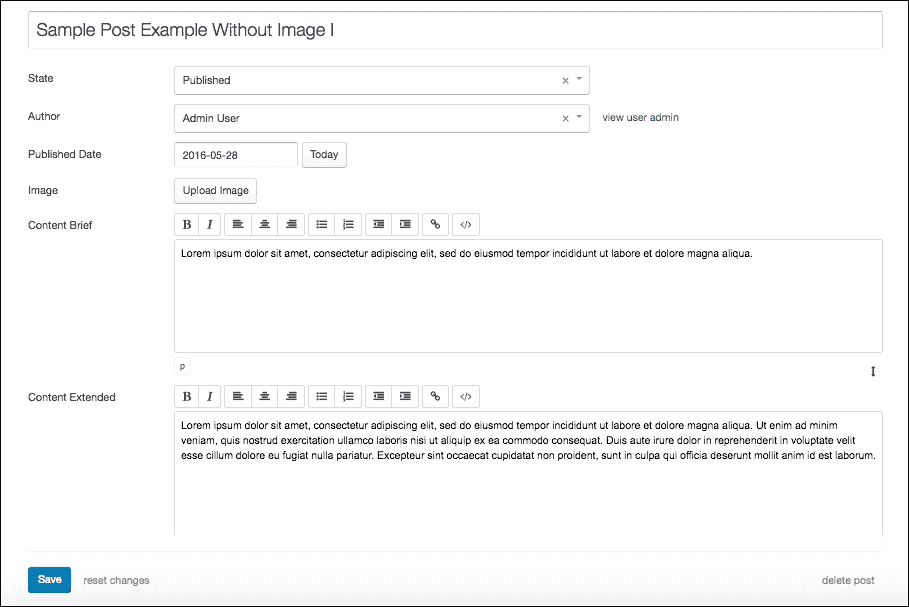 Sample Post Example Without Image I
State
Published × 
Author
Admin User ×
view user admin
Published Date
2016-05-28
Today
Image
Upload Image
Content Brief
B I </>
Lorem ipsum dolor sit amet, consectetur adipiscing elit, sed do eiusmod tempor incididunt ut labore et dolore magna aliqua.
p
Content Extended
B I </>
Lorem ipsum dolor sit amet, consectetur adipiscing elit, sed do eiusmod tempor incididunt ut labore et dolore magna aliqua. Ut enim ad minim
veniam, quis nostrud exercitation ullamco laboris nisi ut aliquip ex ea commodo consequat. Duis aute irure dolor in reprehenderit in voluptate velit
esse cillum dolore eu fugiat nulla pariatur. Excepteur sint occaecat cupidatat non proident, sunt in culpa qui officia deserunt mollit anim id est laborum.
Save
reset changes
delete post